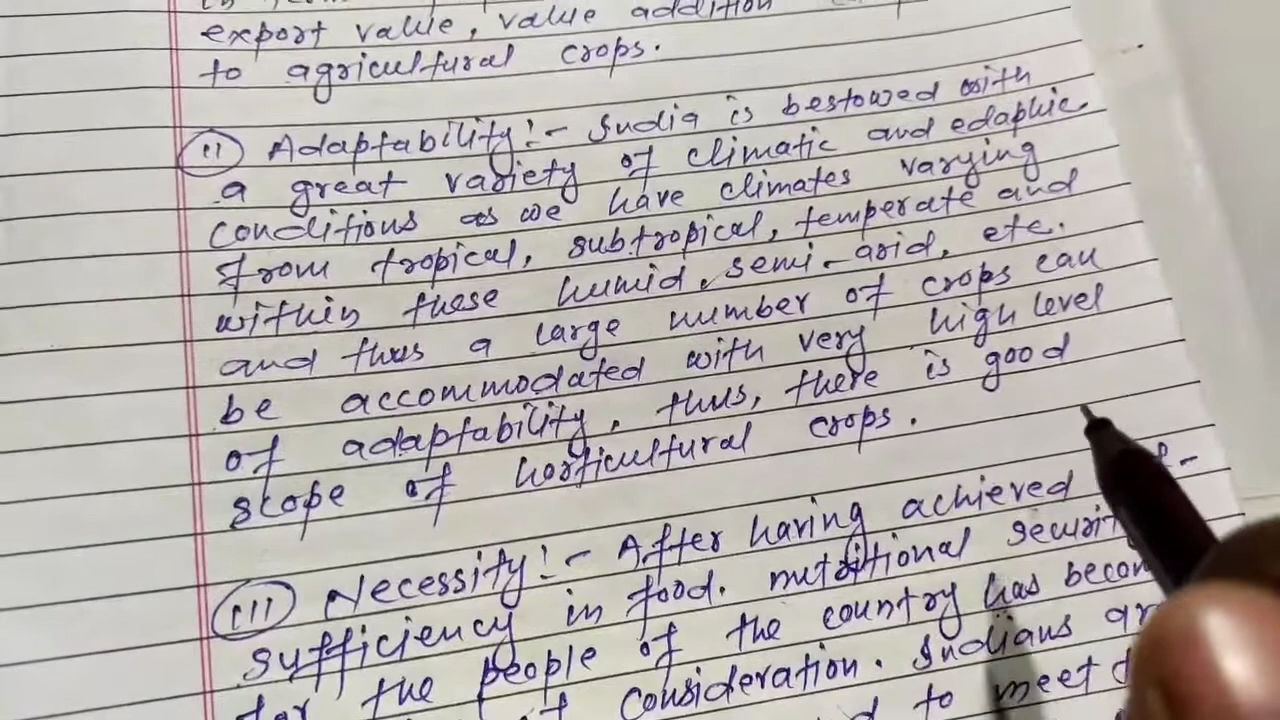 export value, value addition
to agricultural crops.
(ii) Adaptability:- India is bestowed with
a great variety of climatic and edaphic
conditions as we have climates varying
from tropical, subtropical, temperate and
within these humid, semi-arid, etc.
and thus a large number of crops can
be accommodated with very high level
of adaptability. thus, there is good
scope of horticultural crops.
(iii) Necessity:- After having achieved
sufficiency in food. nutritional security
for the people of the country has become
consideration. Indians are
to meet